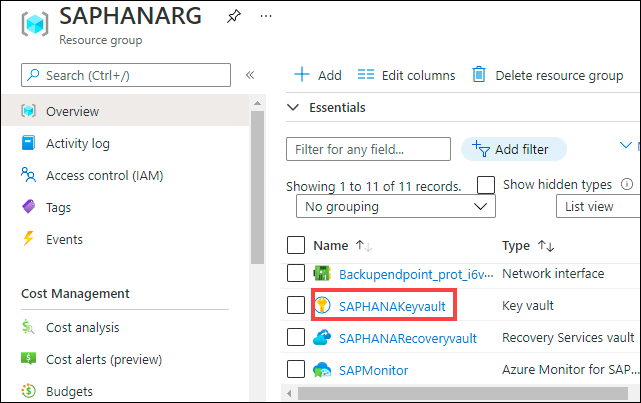 SAPHANARG
Resource group
Search (Ctrl+/)
Overview
Activity log
Access control (IAM)
Tags
Events
Cost Management
Cost analysis
Cost alerts (preview)
Budgets
Add Edit columns Delete resource group
Essentials
Filter for any field... Add filter
Showing 1 to 11 of 11 records. Show hidden types
No grouping List view
Name Type
Backupendpoint_prot_i6v... Network interface
SAPHANAKeyvault Key vault
SAPHANARecoveryvault Recovery Services vault
SAPMonitor Azure Monitor for SAP...